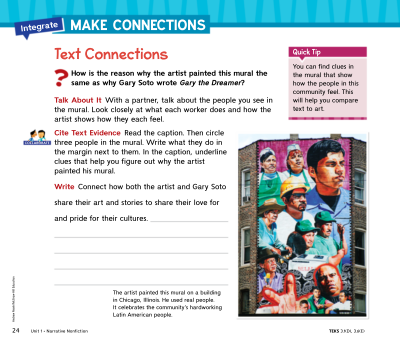 Integrate
MAKE CONNECTIONS
Text Connections
? How is the reason why the artist painted this mural the
same as why Gary Soto wrote Gary the Dreamer?
Talk About It With a partner, talk about the people you see in
the mural. Look closely at what each worker does and how the
artist shows how they each feel.
Cite Text Evidence Read the caption. Then circle
three people in the mural. Write what they do in
the margin next to them. In the caption, underline
clues that help you figure out why the artist
painted his mural.
Write Connect how both the artist and Gary Soto
share their art and stories to share their love for
and pride for their cultures.
Quick Tip
You can find clues in
the mural that show
how the people in this
community feel. This
will help you compare
text to art.
The artist painted this mural on a building
in Chicago, Illinois. He used real people.
It celebrates the community's hardworking
Latin American people.
24
Unit 1 • Narrative Nonfiction